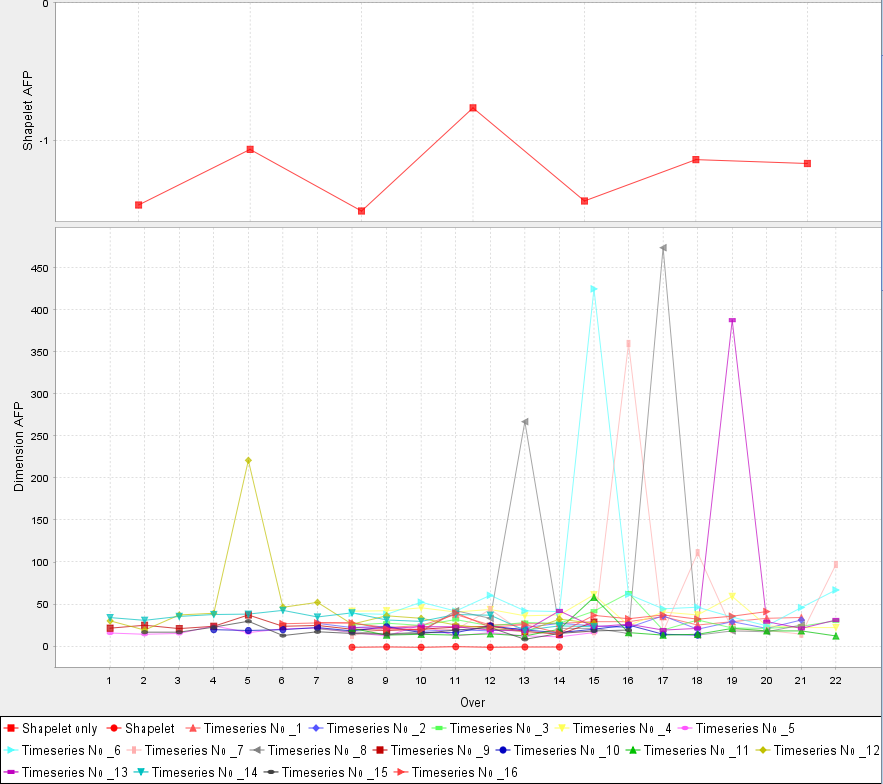 0
Shapelet AFP
-1
450
400
350
300
Dimension AFP
250
200
150
100
50
0
1 2 3 4 5 6 7 8 9 10 11 12 13 14 15 16 17 18 19 20 21 22
Over
Shapelet only Shapelet Timeseries No _1 Timeseries No _2 Timeseries No _3 Timeseries No _4 Timeseries No _5
Timeseries No _6 Timeseries No _7 Timeseries No _8 Timeseries No _9 Timeseries No _10 Timeseries No _11 Timeseries No _12
Timeseries No _13 Timeseries No _14 Timeseries No _15 Timeseries No _16